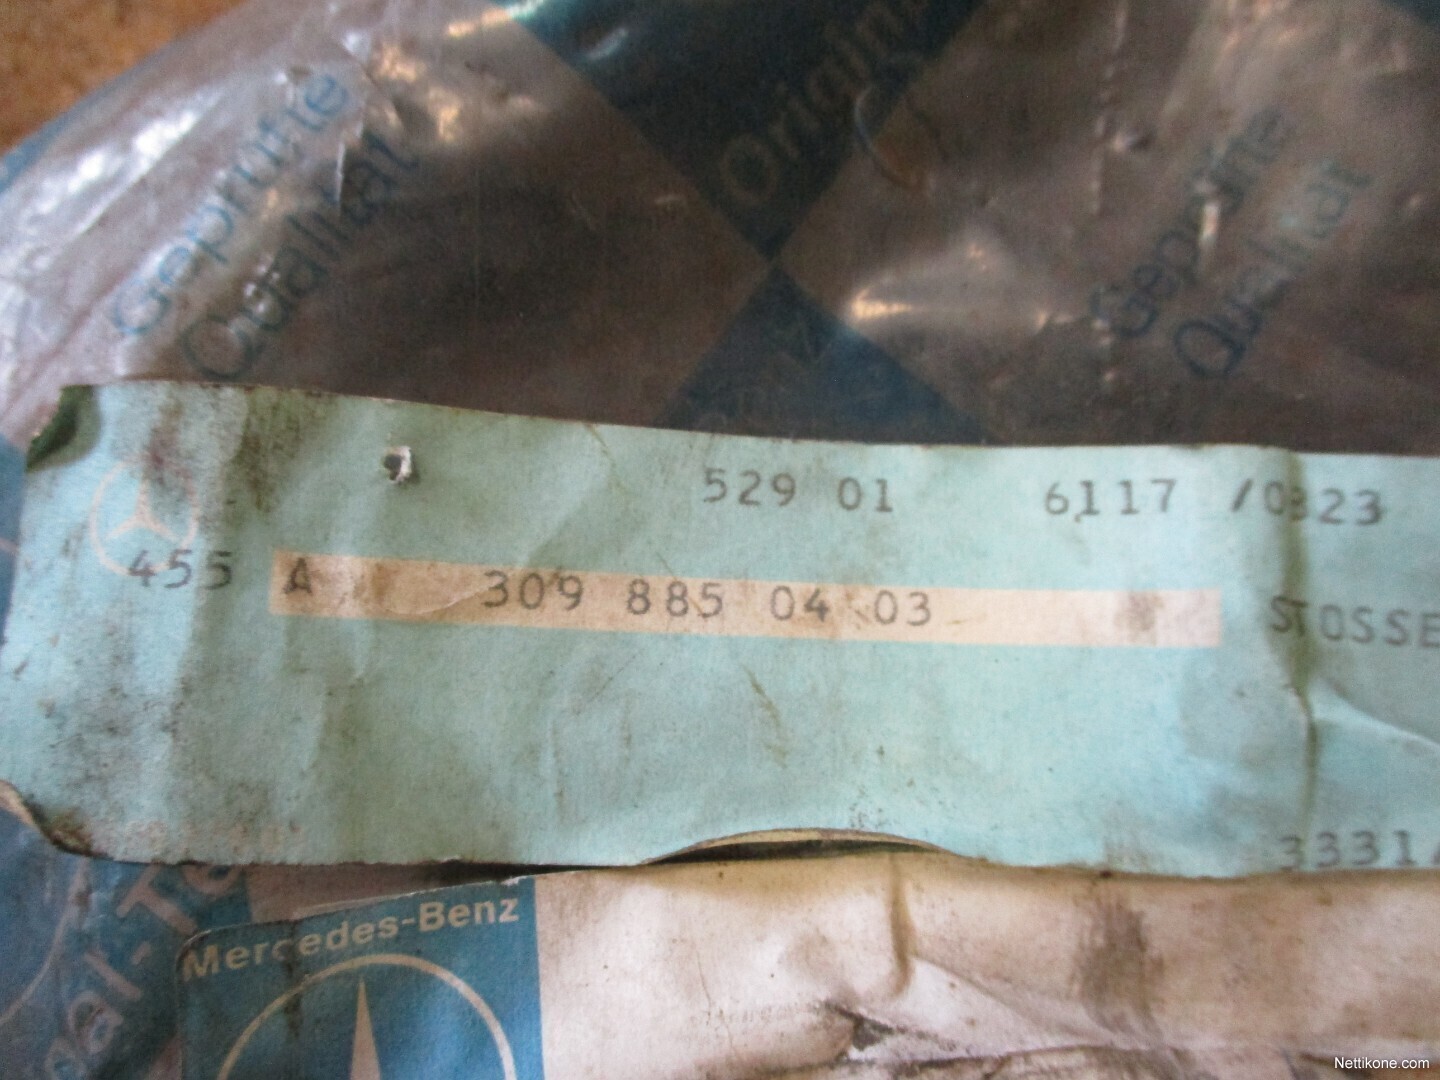 Geprüfte
Qualität
Original
Geprüfte
Qualität
529 01 6117 /0323
455 A 309 885 04 03 STOSSE
3331
Mercedes-Benz
Nettikone.com